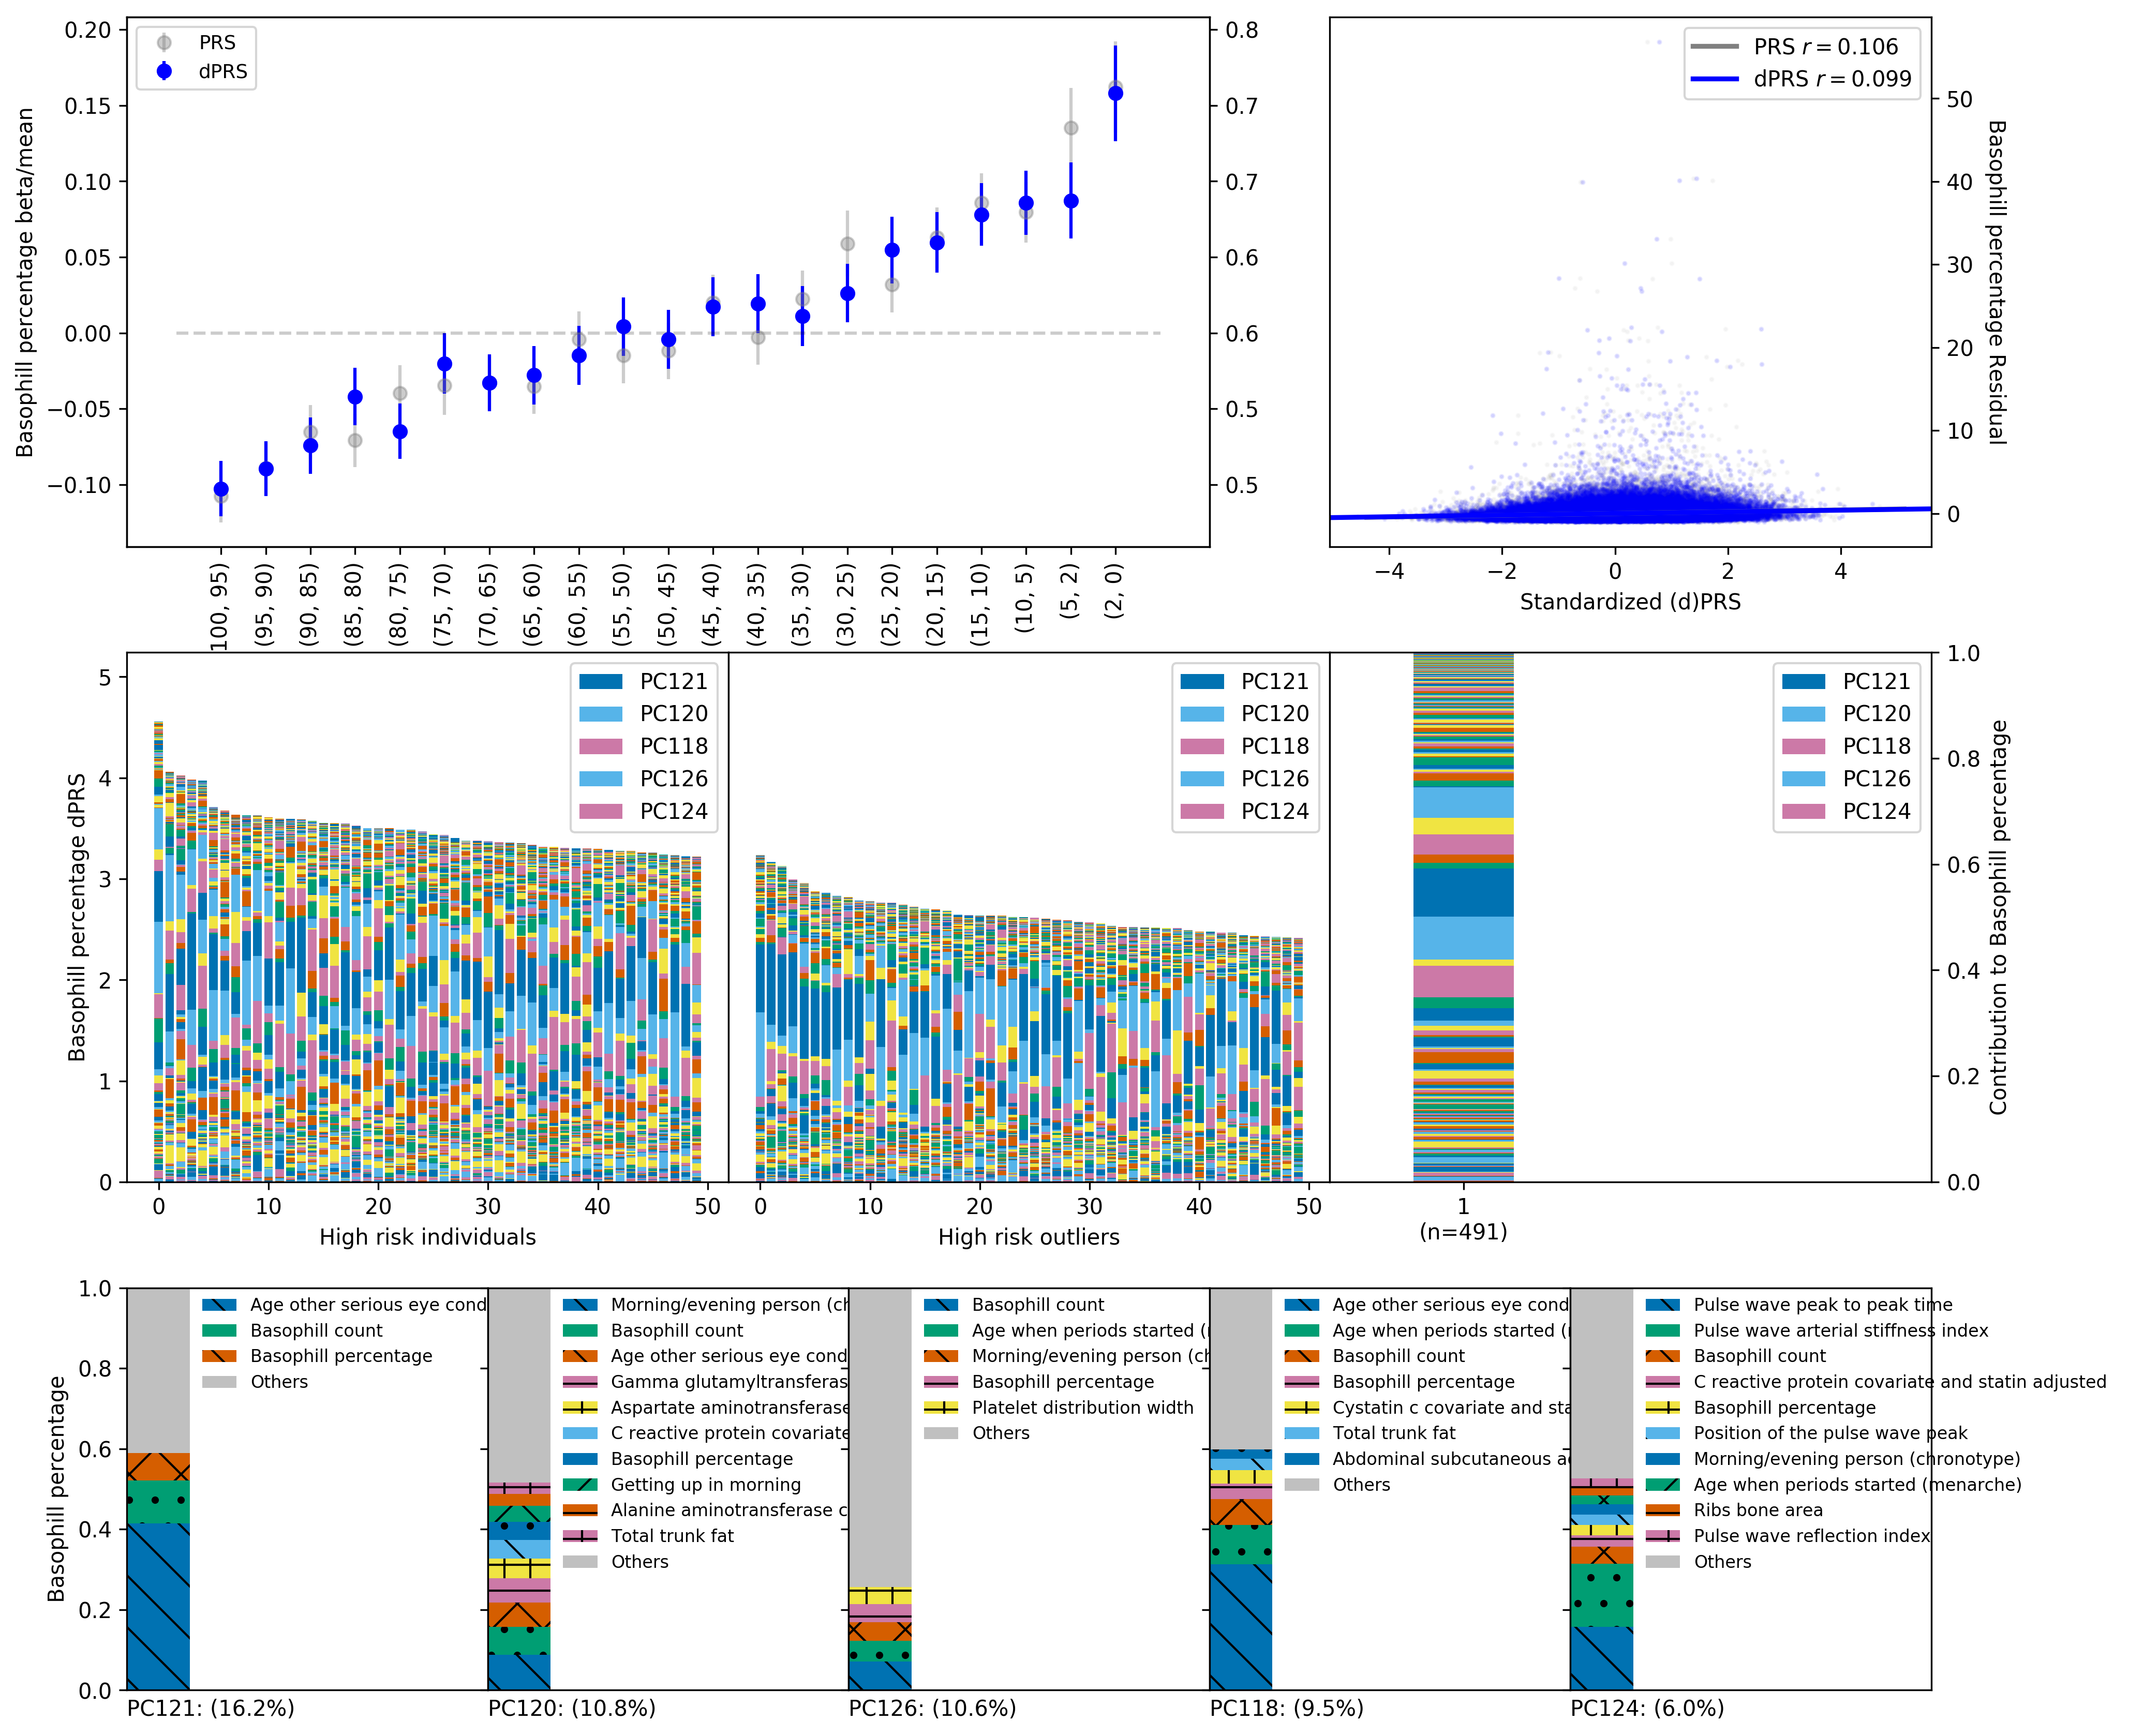 0.20
0.15
0.10
0.05
0.00
−0.05
−0.10
Basophill percentage beta/mean
PRS
dPRS
0.8
0.7
0.7
0.6
0.6
0.5
0.5
100, 95)
(95, 90)
(90, 85)
(85, 80)
(80, 75)
(75, 70)
(70, 65)
(65, 60)
(60, 55)
(55, 50)
(50, 45)
(45, 40)
(40, 35)
(35, 30)
(30, 25)
(25, 20)
(20, 15)
(15, 10)
(10, 5)
(5, 2)
(2, 0)
PRS r = 0.106
dPRS r = 0.099
50
40
30
20
10
0
Basophill percentage Residual
−4 −2 0 2 4
Standardized (d)PRS
5
4
3
2
1
0
Basophill percentage dPRS
PC121
PC120
PC118
PC126
PC124
0 10 20 30 40 50
High risk individuals
PC121
PC120
PC118
PC126
PC124
0 10 20 30 40 50
High risk outliers
PC121
PC120
PC118
PC126
PC124
1
(n=491)
1.0
0.8
0.6
0.4
0.2
0.0
Contribution to Basophill percentage
1.0
0.8
0.6
0.4
0.2
0.0
Basophill percentage
Age other serious eye cond
Basophill count
Basophill percentage
Others
PC121: (16.2%)
Morning/evening person (ch
Basophill count
Age other serious eye cond
Gamma glutamyltransferas
Aspartate aminotransferase
C reactive protein covariate
Basophill percentage
Getting up in morning
Alanine aminotransferase c
Total trunk fat
Others
PC120: (10.8%)
Basophill count
Age when periods started (
Morning/evening person (ch
Basophill percentage
Platelet distribution width
Others
PC126: (10.6%)
Age other serious eye cond
Age when periods started (
Basophill count
Basophill percentage
Cystatin c covariate and sta
Total trunk fat
Abdominal subcutaneous a
Others
PC118: (9.5%)
Pulse wave peak to peak time
Pulse wave arterial stiffness index
Basophill count
C reactive protein covariate and statin adjusted
Basophill percentage
Position of the pulse wave peak
Morning/evening person (chronotype)
Age when periods started (menarche)
Ribs bone area
Pulse wave reflection index
Others
PC124: (6.0%)